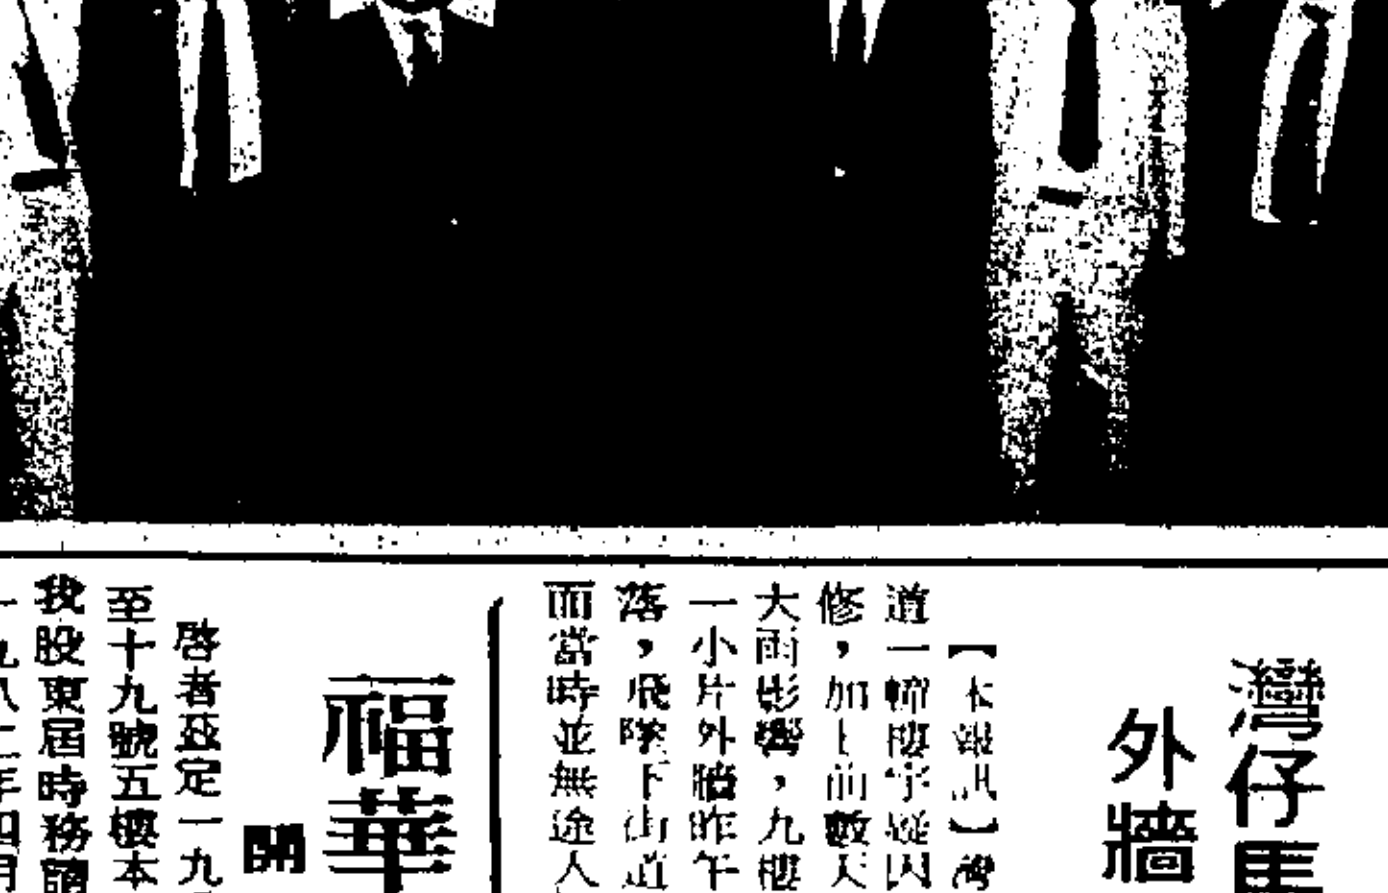 灣仔馬
外牆
【本報訊】灣
道一幢樓宇疑因
修，加上前數天
大雨影響，九樓
一小片外牆昨午
落，飛墜下街道
而當時並無途人
福華
開
啓者茲定一九
至十九號五樓本
我股東屆時務請
一九八二年四月